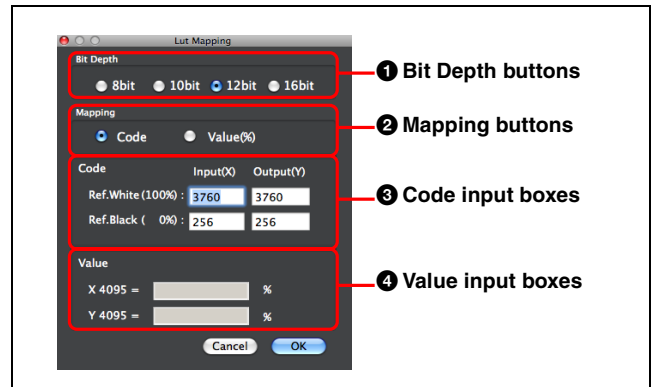 Lut Mapping
Bit Depth
8bit 10bit 12bit 16bit
❶ Bit Depth buttons
Mapping
Code Value(%)
❷ Mapping buttons
Code Input(X) Output(Y)
Ref.White(100%) : 3760 3760
Ref.Black ( 0%) : 256 256
❸ Code input boxes
Value
X 4095 = %
Y 4095 = %
❹ Value input boxes
Cancel OK